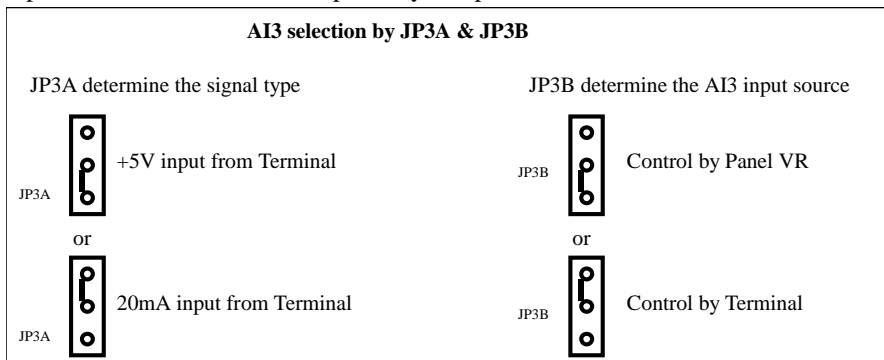 AI3 selection by JP3A & JP3B
JP3A determine the signal type
JP3B determine the AI3 input source
+5V input from Terminal
JP3A
Control by Panel VR
JP3B
or
or
20mA input from Terminal
JP3A
Control by Terminal
JP3B